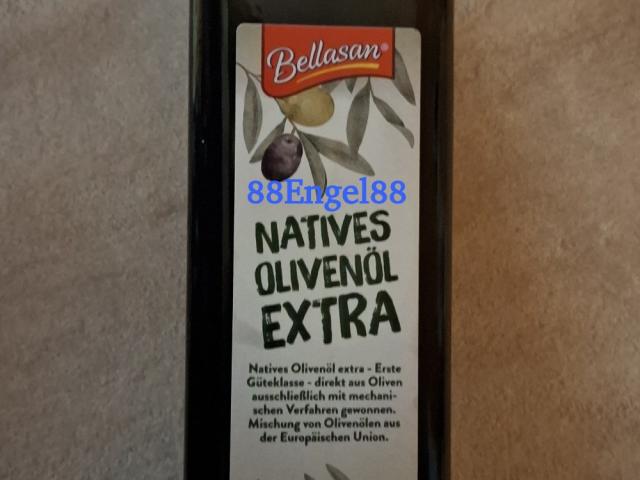 Bellasan®
88Engel88
NATIVES
OLIVENÖL
EXTRA
Natives Olivenöl extra - Erste
Güteklasse - direkt aus Oliven
ausschließlich mit mechani-
schen Verfahren gewonnen.
Mischung von Olivenölen aus
der Europäischen Union.